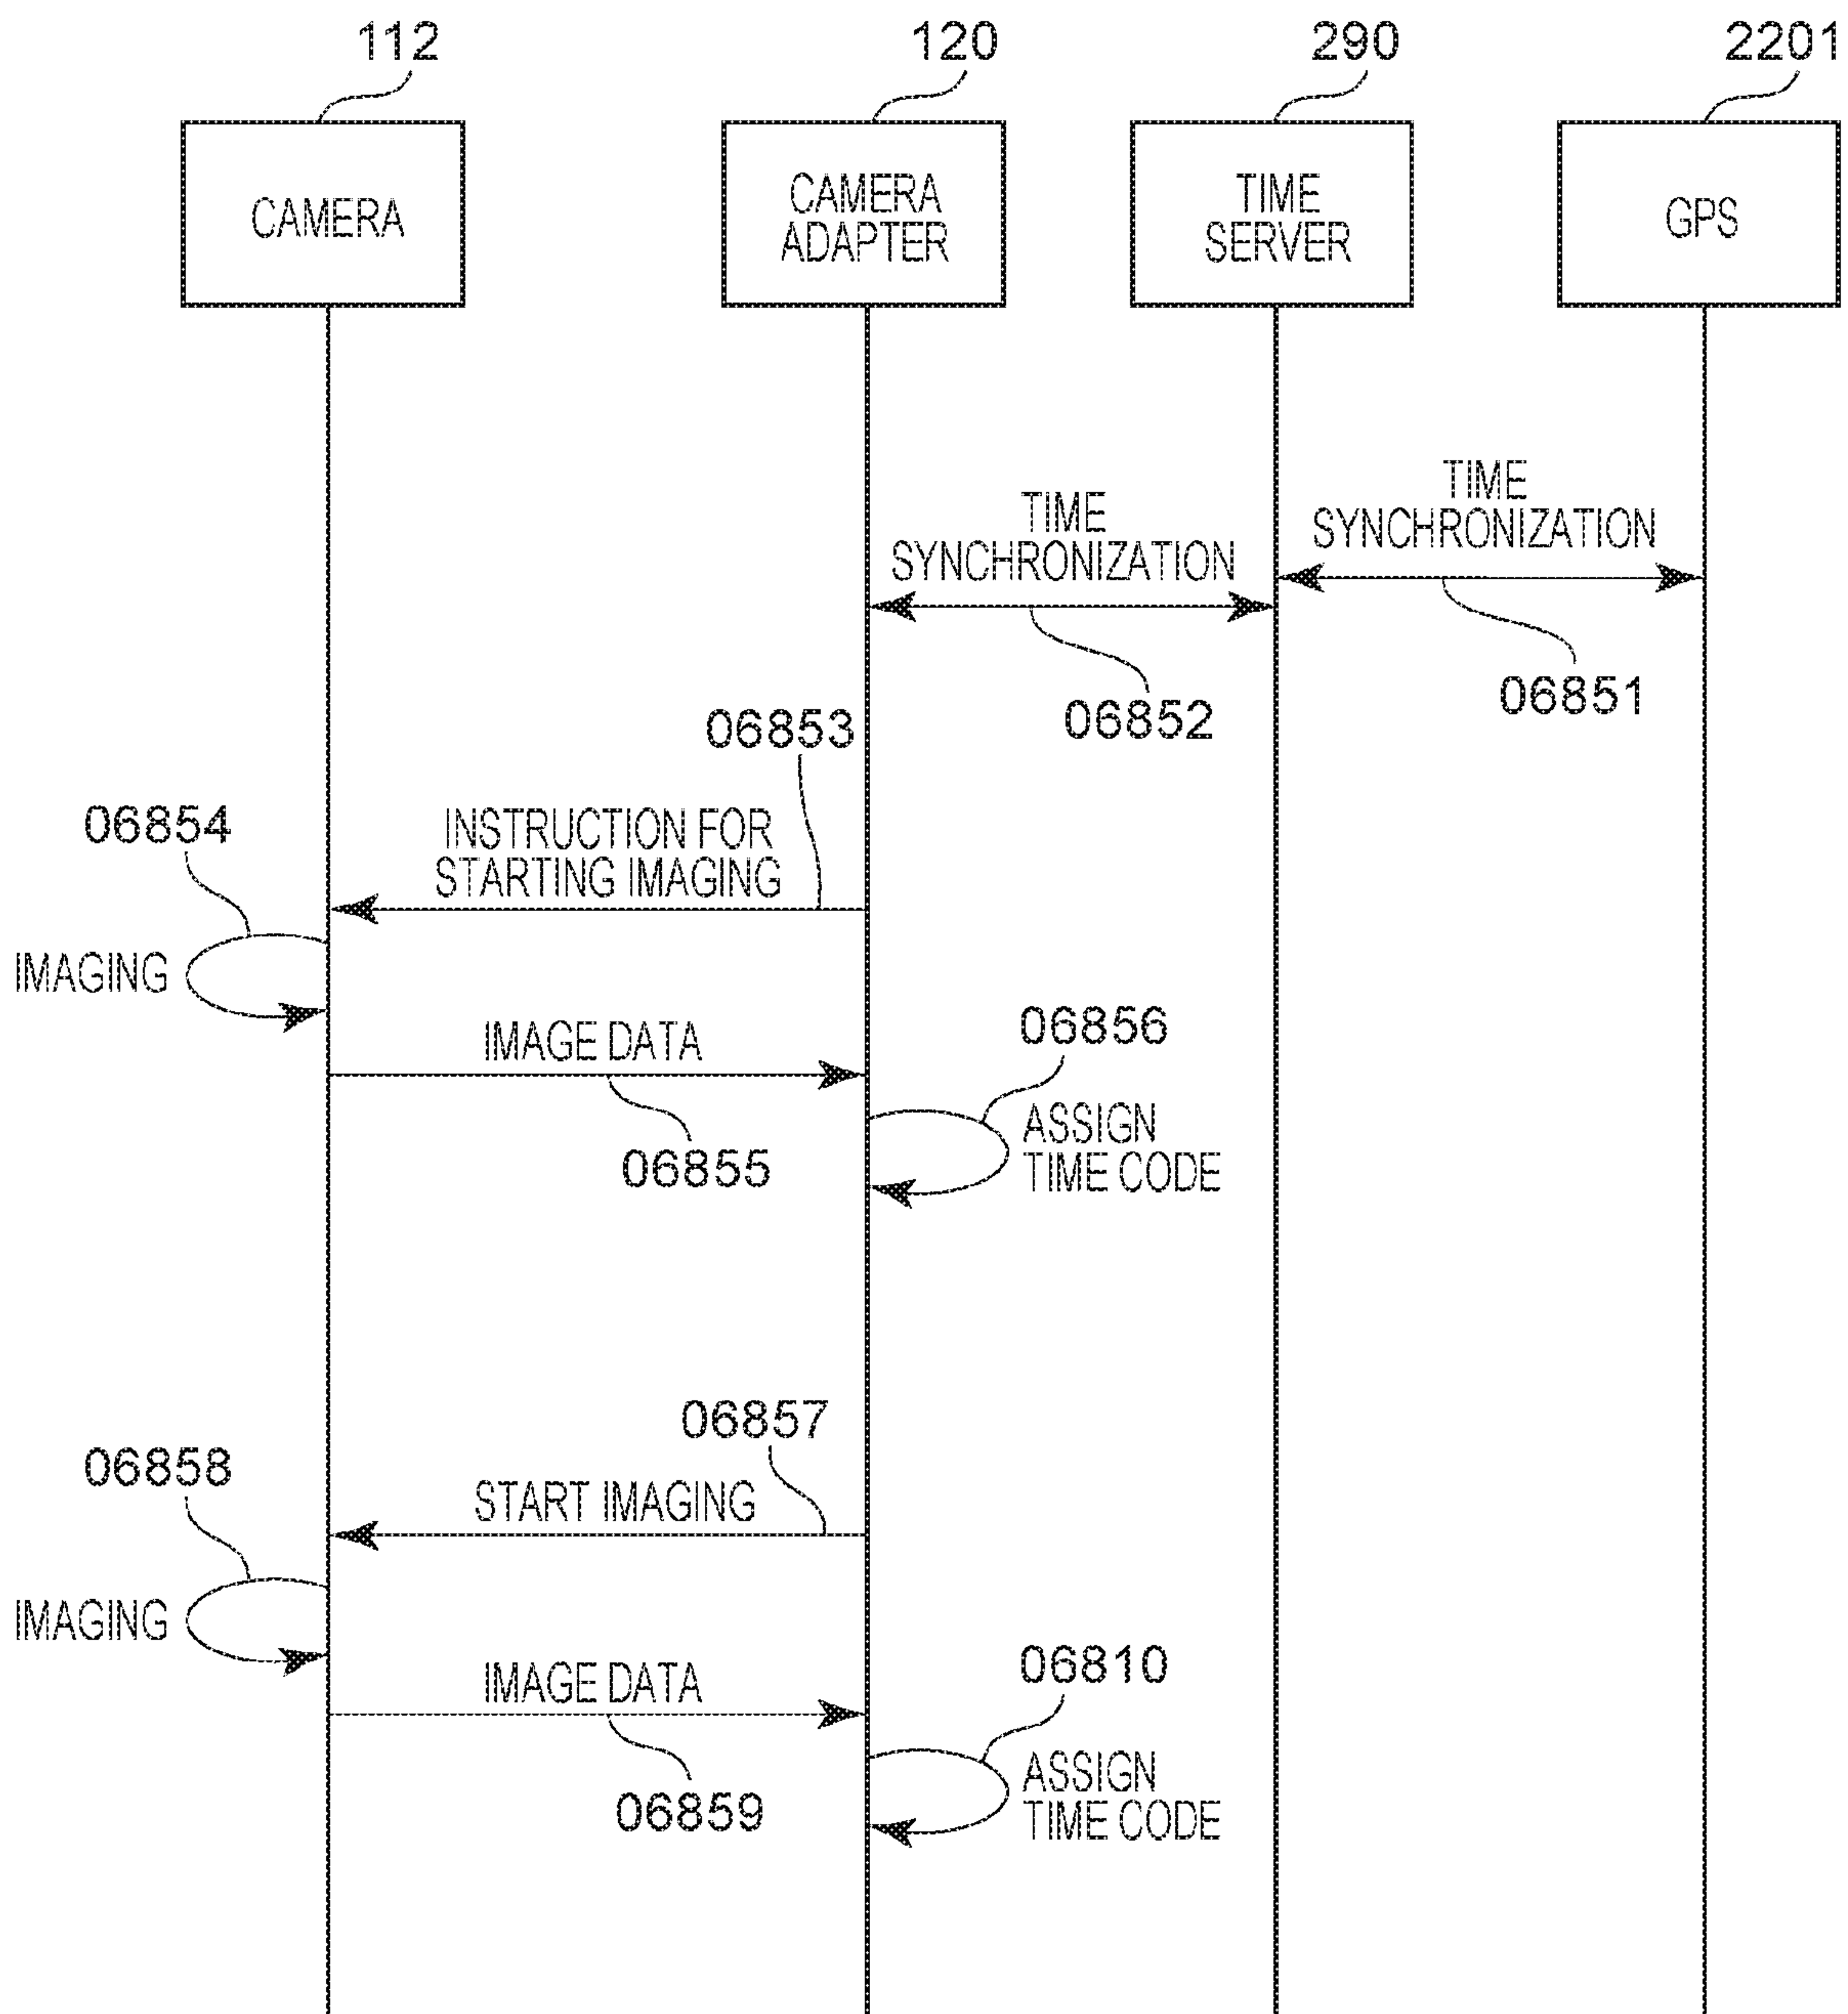 112
120
290
2201
CAMERA
CAMERA
ADAPTER
TIME
SERVER
GPS
TIME
SYNCHRONIZATION
TIME
SYNCHRONIZATION
06851
06852
06853
INSTRUCTION FOR
STARTING IMAGING
06854
IMAGING
IMAGE DATA
06855
06856
ASSIGN
TIME CODE
06857
START IMAGING
06858
IMAGING
IMAGE DATA
06859
06810
ASSIGN
TIME CODE